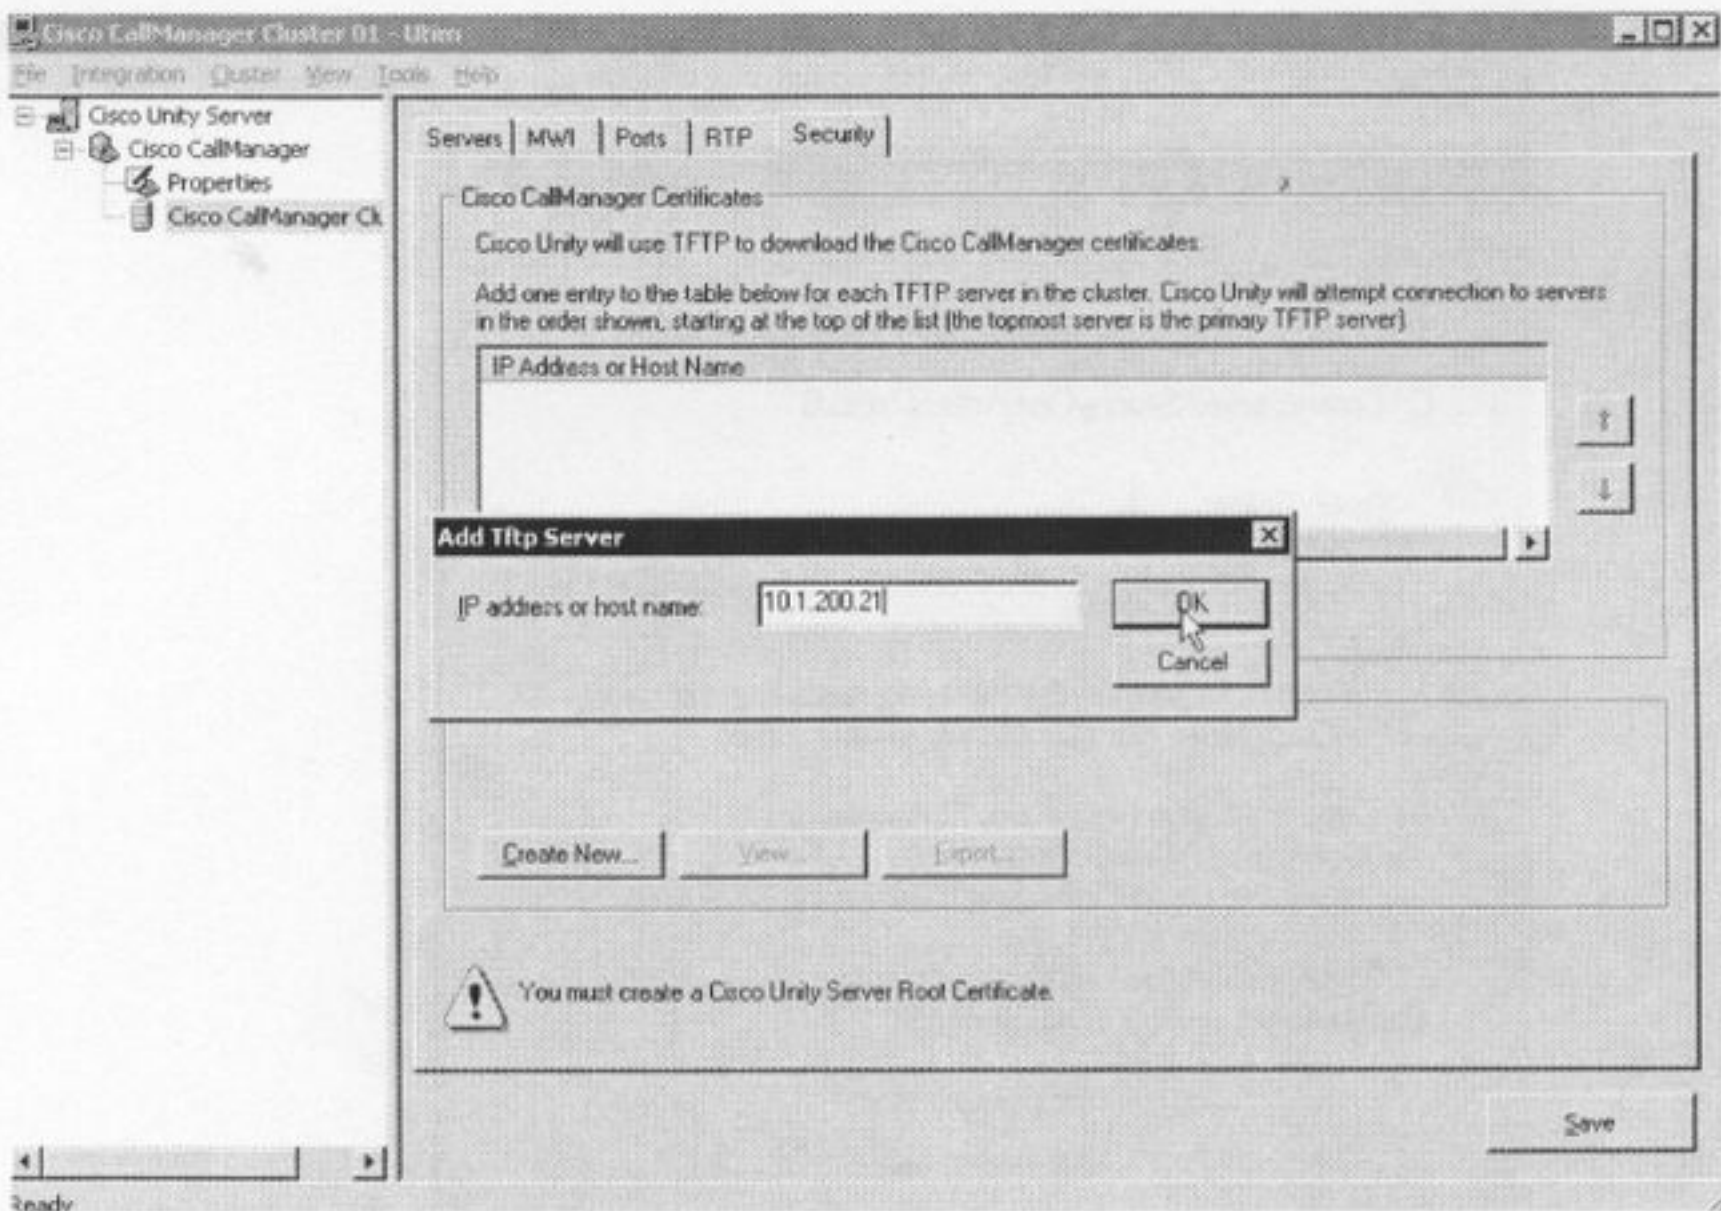 Cisco CallManager Cluster 01 - Utim
File Integration Cluster View Tools Help
Cisco Unity Server
Cisco CallManager
Properties
Cisco CallManager Clu
Servers MWI Ports RTP Security
Cisco CallManager Certificates
Cisco Unity will use TFTP to download the Cisco CallManager certificates.
Add one entry to the table below for each TFTP server in the cluster. Cisco Unity will attempt connection to servers
in the order shown, starting at the top of the list (the topmost server is the primary TFTP server)
IP Address or Host Name
Add Tftp Server
IP address or host name:
10.1.200.21
OK
Cancel
Create New... View... Export...
You must create a Cisco Unity Server Root Certificate.
Save
Ready